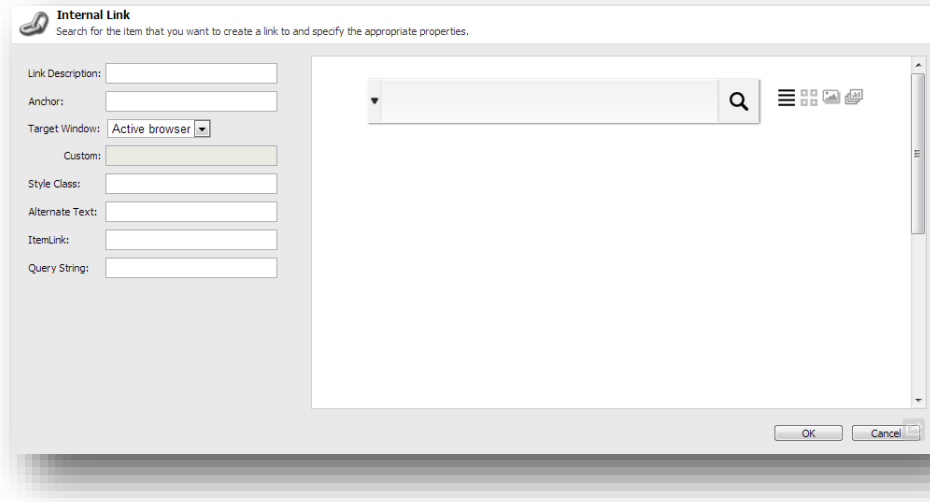 Internal Link
Search for the item that you want to create a link to and specify the appropriate properties.
Link Description:
Anchor:
Target Window: Active browser
Custom:
Style Class:
Alternate Text:
ItemLink:
Query String:
OK Cancel